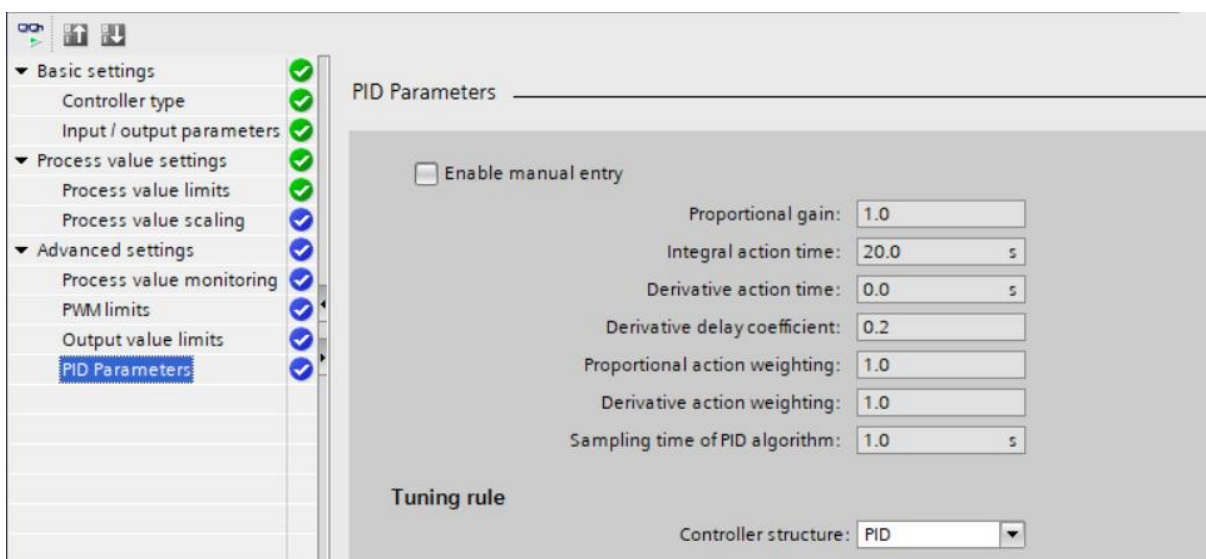 Basic settings
Controller type
Input / output parameters
Process value settings
Process value limits
Process value scaling
Advanced settings
Process value monitoring
PWM limits
Output value limits
PID Parameters
PID Parameters
Enable manual entry
Proportional gain: 1.0
Integral action time: 20.0 s
Derivative action time: 0.0 s
Derivative delay coefficient: 0.2
Proportional action weighting: 1.0
Derivative action weighting: 1.0
Sampling time of PID algorithm: 1.0 s
Tuning rule
Controller structure: PID